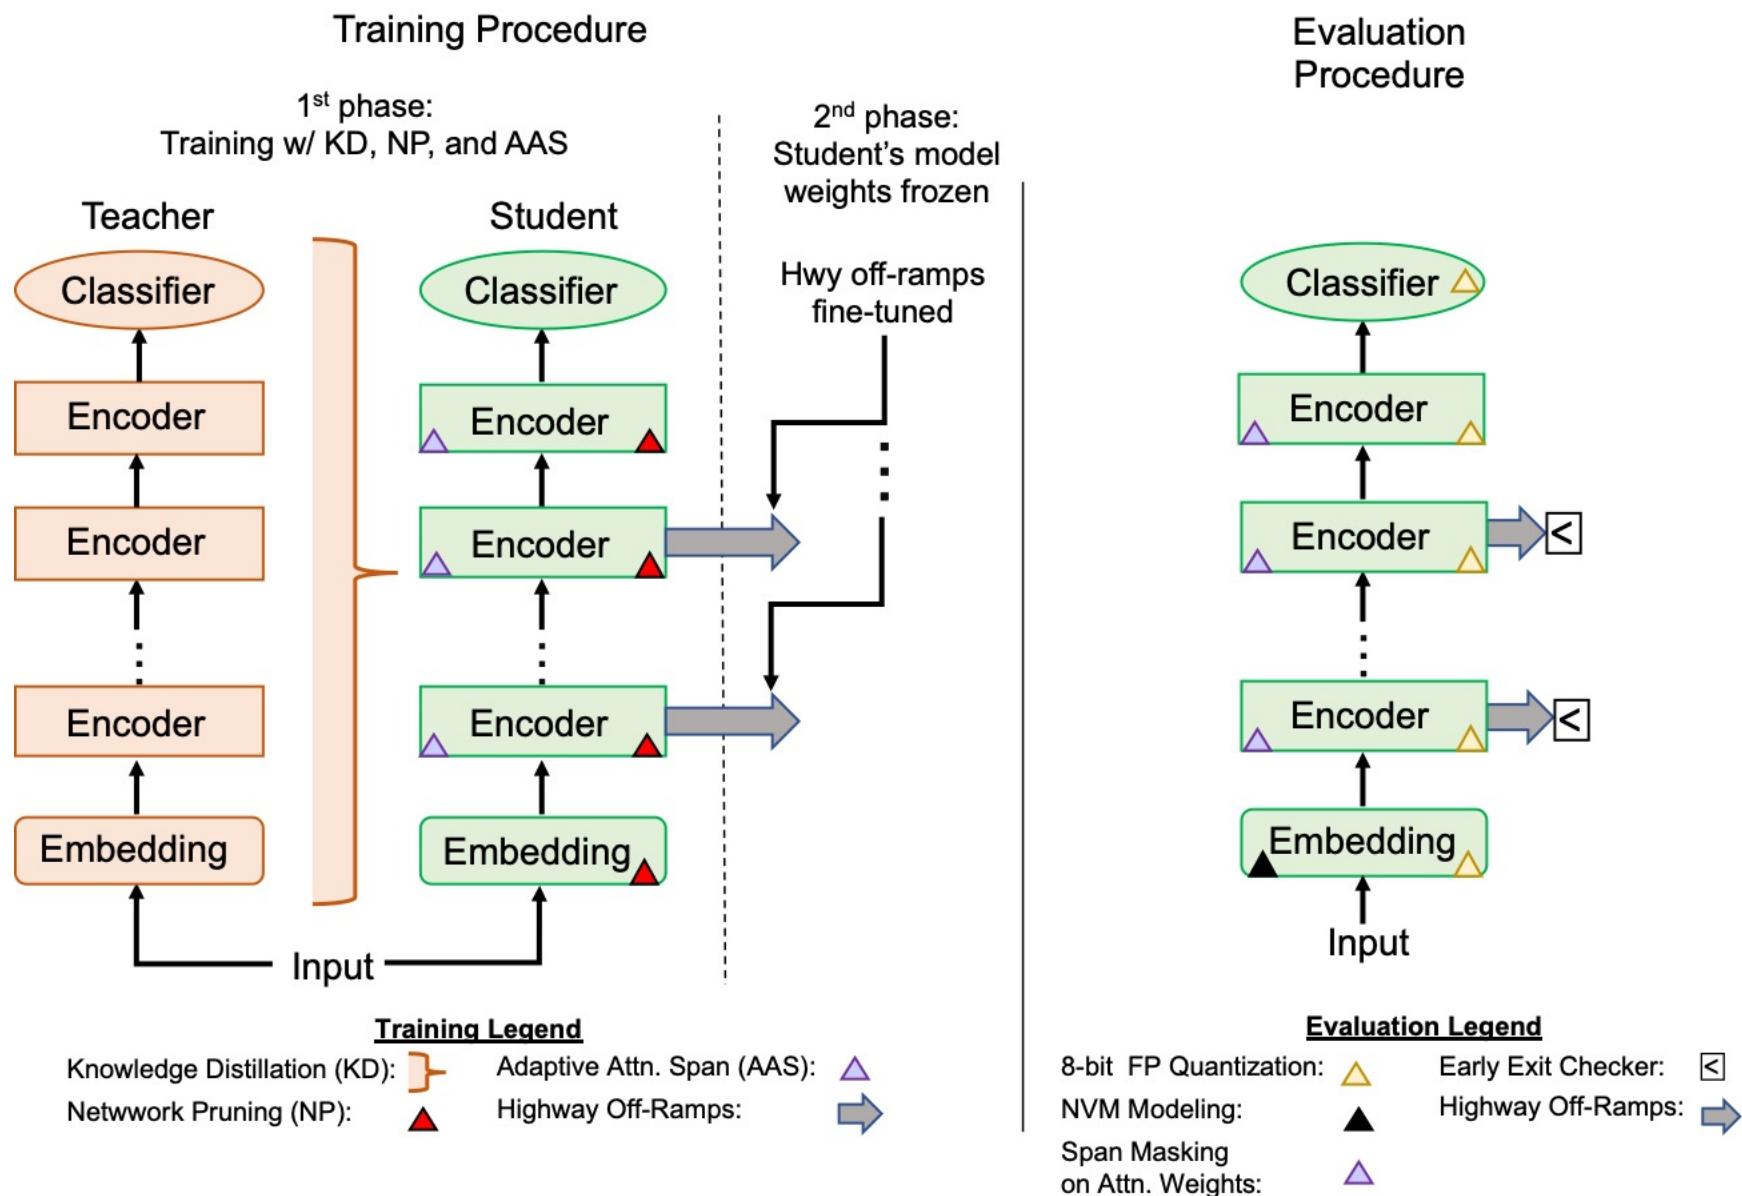 Training Procedure
1st phase:
Training w/ KD, NP, and AAS
2nd phase:
Student's model
weights frozen
Teacher
Student
Classifier
Classifier
Hwy off-ramps
fine-tuned
Encoder
Encoder
Encoder
Encoder
Encoder
Encoder
Embedding
Embedding
Input
Training Legend
Knowledge Distillation (KD):
Adaptive Attn. Span (AAS):
Netwwork Pruning (NP):
Highway Off-Ramps:
Evaluation
Procedure
Classifier
Encoder
Encoder
<
Encoder
<
Embedding
Input
Evaluation Legend
8-bit FP Quantization:
Early Exit Checker: <
NVM Modeling:
Highway Off-Ramps:
Span Masking
on Attn. Weights: